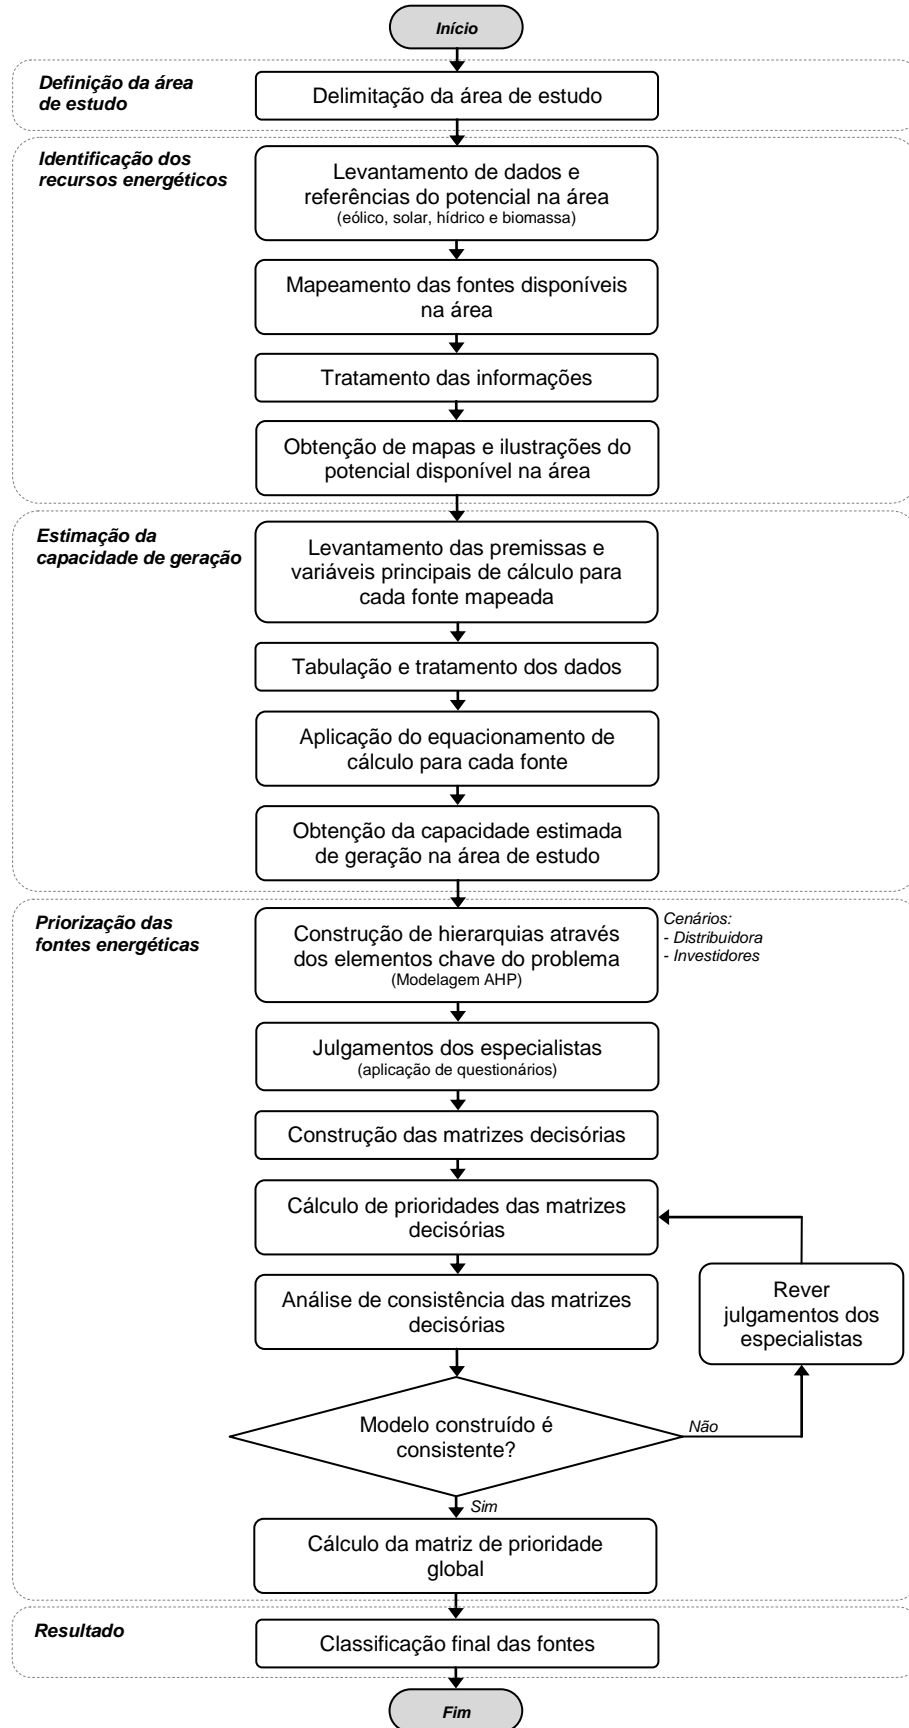 Início
Definição da área
de estudo
Delimitação da área de estudo
Identificação dos
recursos energéticos
Levantamento de dados e
referências do potencial na área
(eólico, solar, hídrico e biomassa)
Mapeamento das fontes disponíveis
na área
Tratamento das informações
Obtenção de mapas e ilustrações do
potencial disponível na área
Estimação da
capacidade de geração
Levantamento das premissas e
variáveis principais de cálculo para
cada fonte mapeada
Tabulação e tratamento dos dados
Aplicação do equacionamento de
cálculo para cada fonte
Obtenção da capacidade estimada
de geração na área de estudo
Priorização das
fontes energéticas
Construção de hierarquias através
dos elementos chave do problema
(Modelagem AHP)
Cenários:
- Distribuidora
- Investidores
Julgamentos dos especialistas
(aplicação de questionários)
Construção das matrizes decisórias
Cálculo de prioridades das matrizes
decisórias
Análise de consistência das matrizes
decisórias
Rever
julgamentos dos
especialistas
Modelo construído é
consistente?
Não
Sim
Cálculo da matriz de prioridade
global
Resultado
Classificação final das fontes
Fim